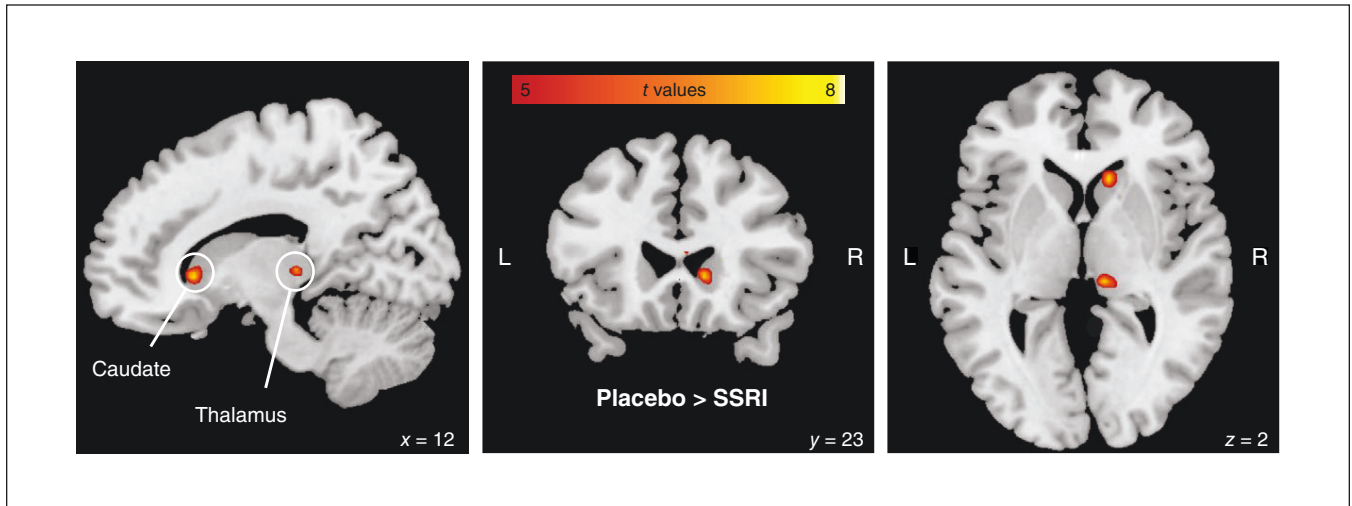 Caudate
Thalamus
x = 12
5 t values 8
L R
Placebo > SSRI
y = 23
L R
z = 2